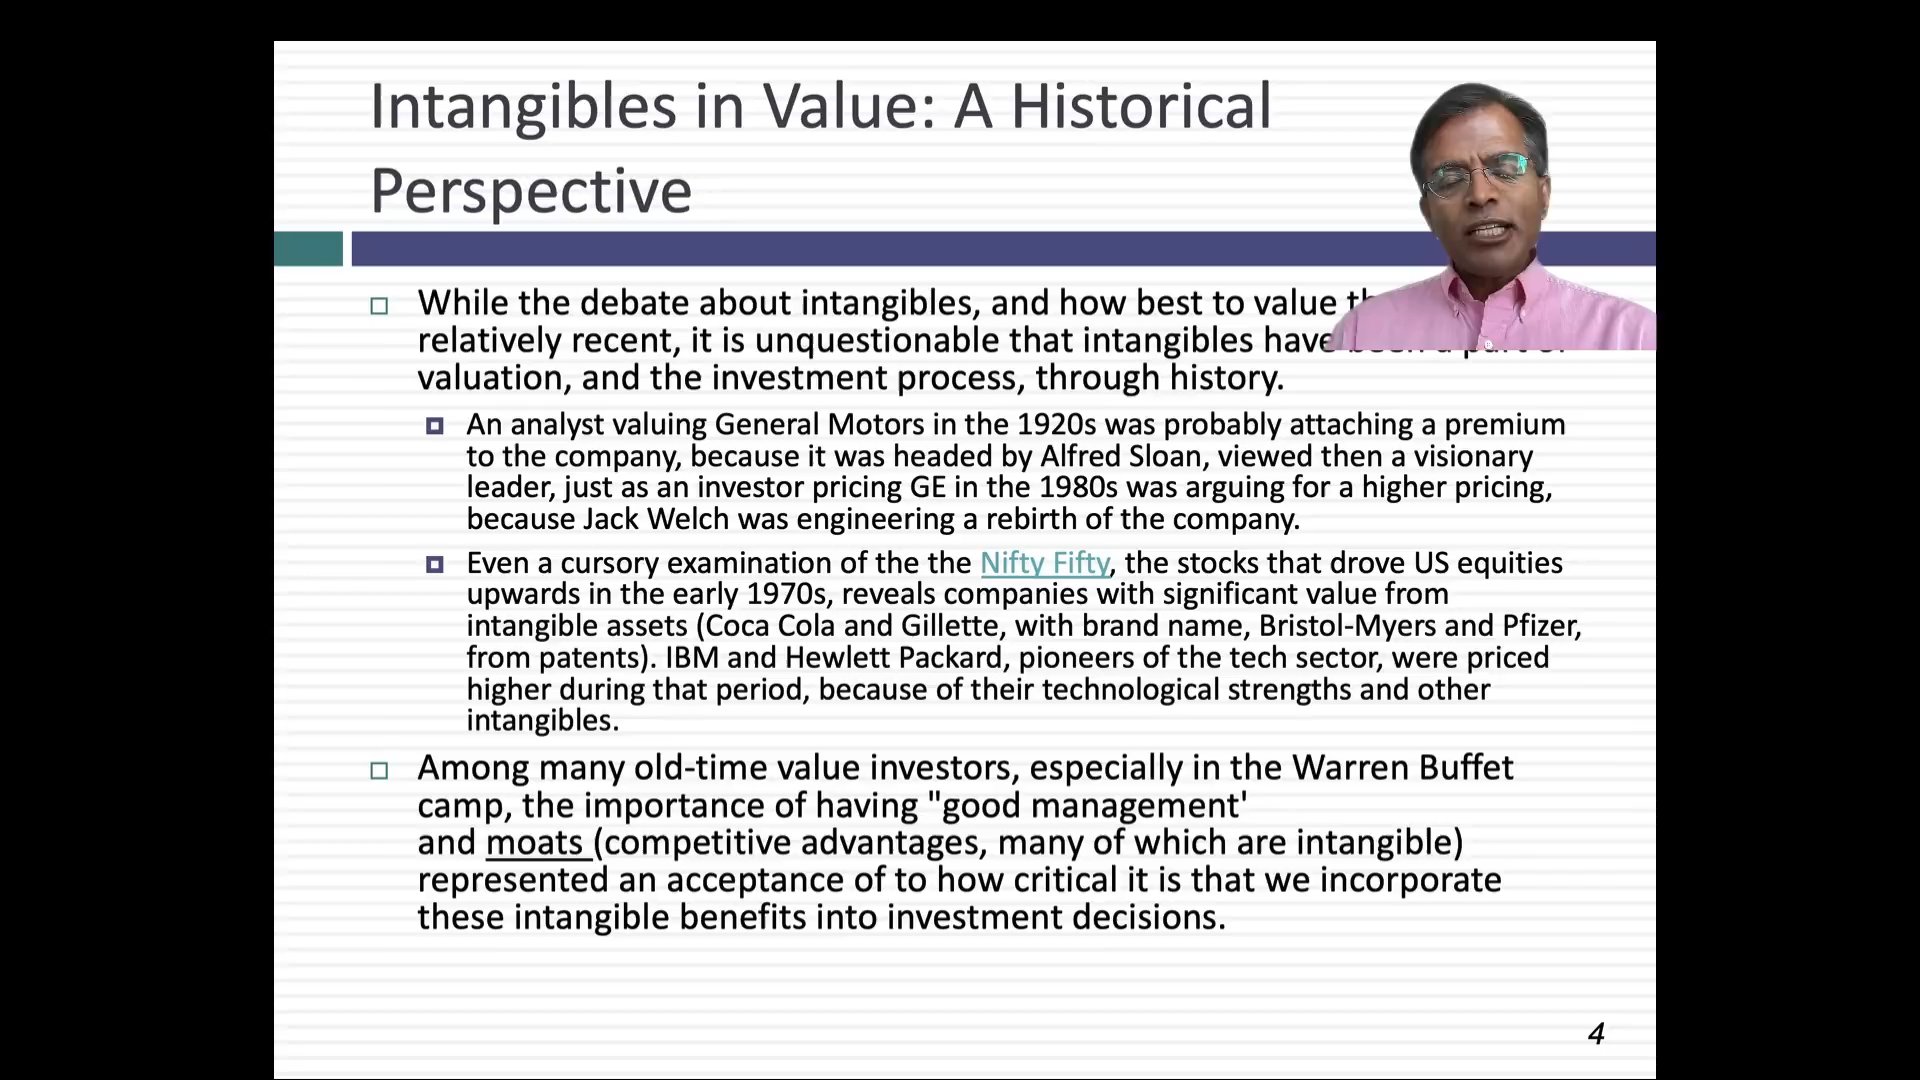 Intangibles in Value: A Historical
Perspective
While the debate about intangibles, and how best to value
relatively recent, it is unquestionable that intangibles have been a part of
valuation, and the investment process, through history.
An analyst valuing General Motors in the 1920s was probably attaching a premium
to the company, because it was headed by Alfred Sloan, viewed then a visionary
leader, just as an investor pricing GE in the 1980s was arguing for a higher pricing,
because Jack Welch was engineering a rebirth of the company.
Even a cursory examination of the the Nifty Fifty, the stocks that drove US equities
upwards in the early 1970s, reveals companies with significant value from
intangible assets (Coca Cola and Gillette, with brand name, Bristol-Myers and Pfizer,
from patents). IBM and Hewlett Packard, pioneers of the tech sector, were priced
higher during that period, because of their technological strengths and other
intangibles.
Among many old-time value investors, especially in the Warren Buffet
camp, the importance of having "good management'
and moats (competitive advantages, many of which are intangible)
represented an acceptance of to how critical it is that we incorporate
these intangible benefits into investment decisions.
4